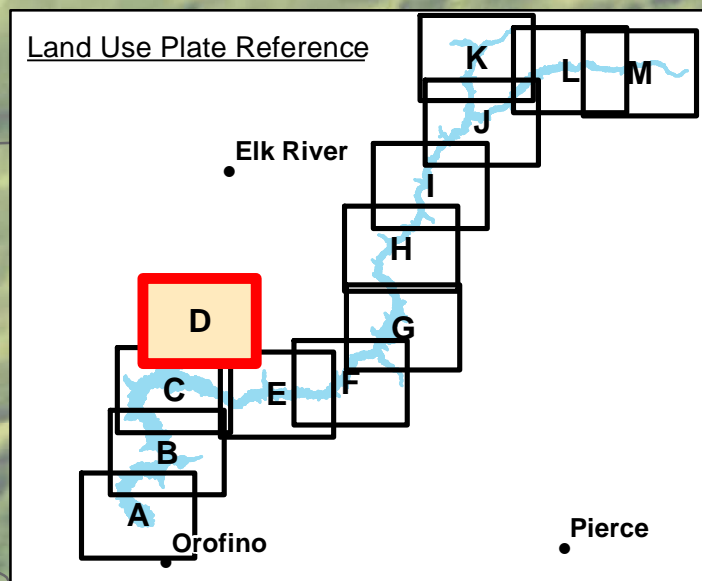 Land Use Plate Reference
K
L
M
J
Elk River
I
H
D
G
F
C
E
B
A
Orofino
Pierce